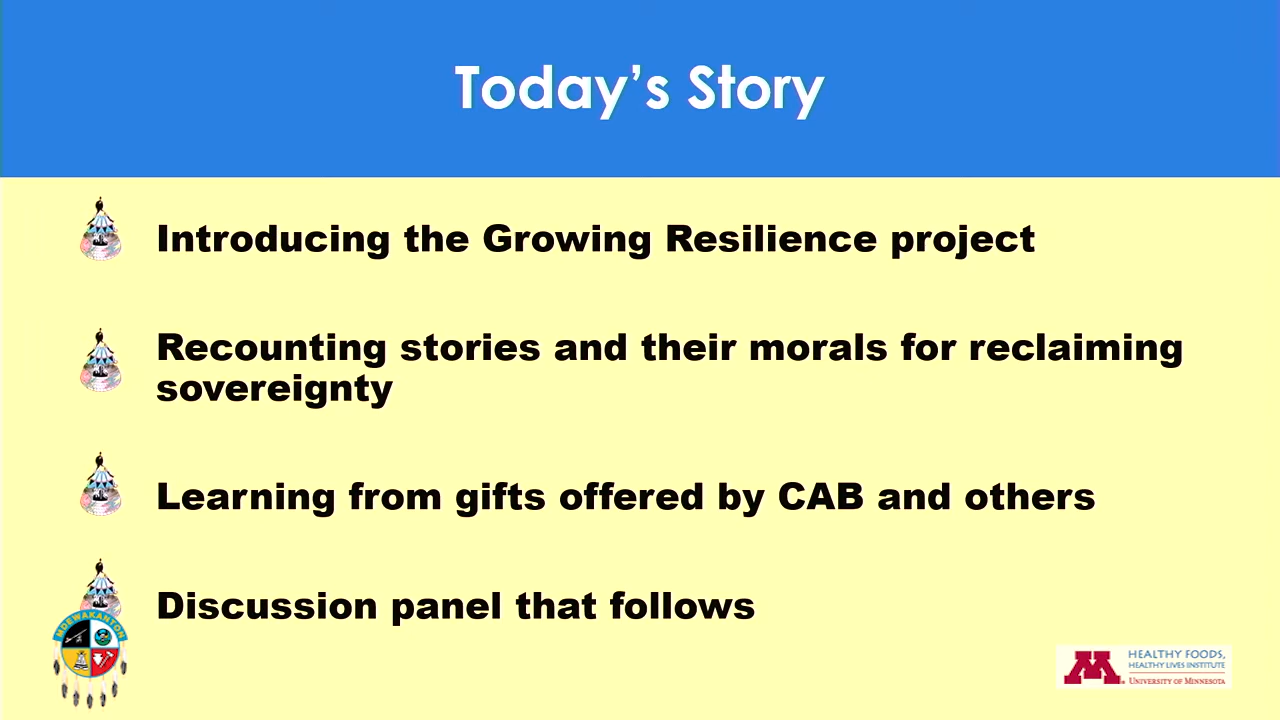 Today’s Story
Introducing the Growing Resilience project
Recounting stories and their morals for reclaiming
sovereignty
Learning from gifts offered by CAB and others
Discussion panel that follows
MDEWAKANTON
M
HEALTHY FOODS,
HEALTHY LIVES INSTITUTE
UNIVERSITY OF MINNESOTA